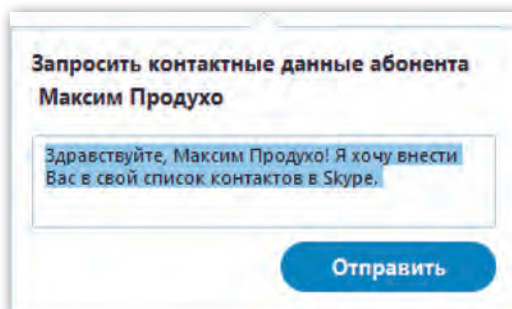 Запросить контактные данные абонента
Максим Продухо
Здравствуйте, Максим Продухо! Я хочу внести
Вас в свой список контактов в Skype.
Отправить